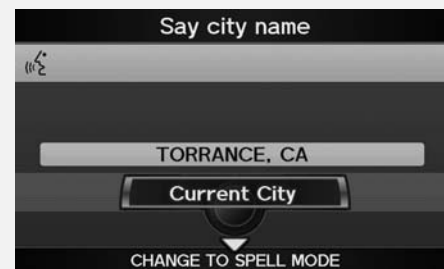 Say city name
TORRANCE, CA
Current City
CHANGE TO SPELL MODE